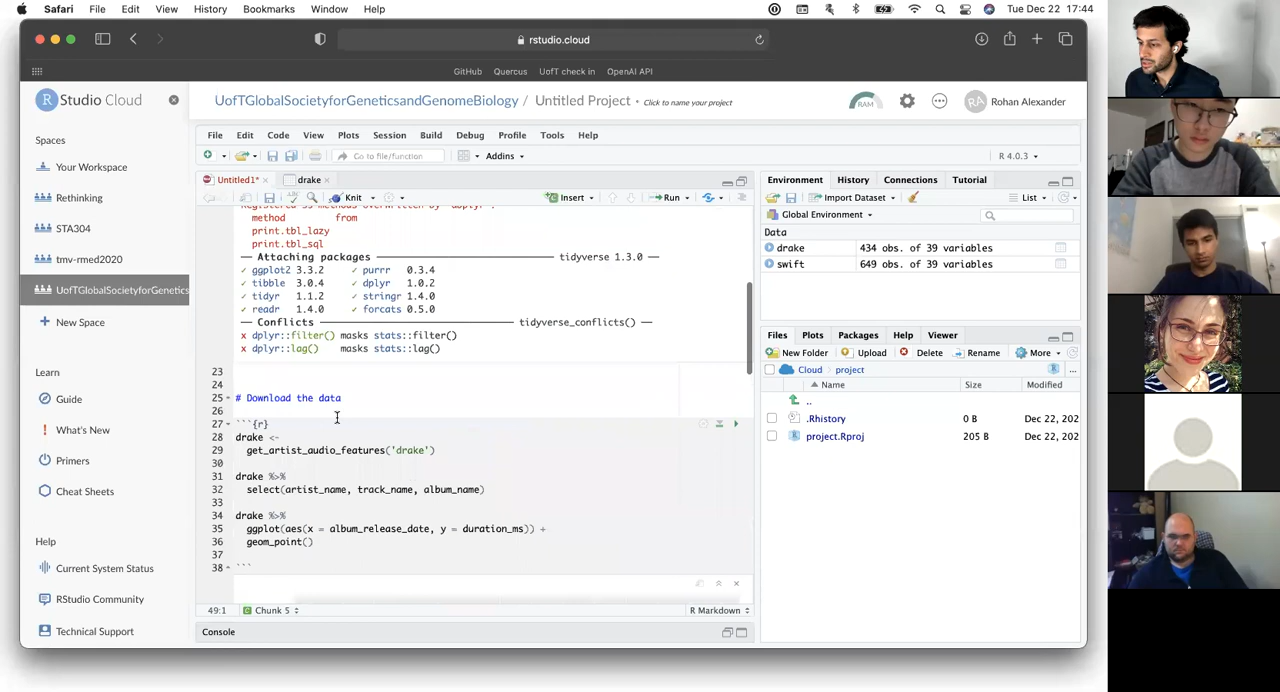 Safari File Edit View History Bookmarks Window Help Tue Dec 22 17:44
rstudio.cloud
GitHub Quercus UofT check in OpenAI API
R Studio Cloud
UofTGlobalSocietyforGeneticsandGenomeBiology / Untitled Project • Click to name your project RAM RA Rohan Alexander
Spaces
Your Workspace
Rethinking
STA304
tmv-rmed2020
UofTGlobalSocietyforGenetics
New Space
Learn
Guide
What's New
Primers
Cheat Sheets
Help
Current System Status
RStudio Community
Technical Support
File Edit Code View Plots Session Build Debug Profile Tools Help
Go to file/function Addins R 4.0.3
Untitled1* drake
Knit Insert Run
method from
print.tbl_lazy
print.tbl_sql
— Attaching packages ——— tidyverse 1.3.0 —
✓ ggplot2 3.3.2 ✓ purrr 0.3.4
✓ tibble 3.0.4 ✓ dplyr 1.0.2
✓ tidyr 1.1.2 ✓ stringr 1.4.0
✓ readr 1.4.0 ✓ forcats 0.5.0
— Conflicts ——— tidyverse_conflicts() —
x dplyr::filter() masks stats::filter()
x dplyr::lag() masks stats::lag()
23
24
25 # Download the data
26
27 ```{r}
28 drake <-
29 get_artist_audio_features('drake')
30
31 drake %>%
32 select(artist_name, track_name, album_name)
33
34 drake %>%
35 ggplot(aes(x = album_release_date, y = duration_ms)) +
36 geom_point()
37
38 ```
49:1 Chunk 5 R Markdown
Console
Environment History Connections Tutorial
Import Dataset List
Global Environment
Data
drake 434 obs. of 39 variables
swift 649 obs. of 39 variables
Files Plots Packages Help Viewer
New Folder Upload Delete Rename More
Cloud project ...
Name Size Modified
..
.Rhistory 0 B Dec 22, 202
project.Rproj 205 B Dec 22, 202